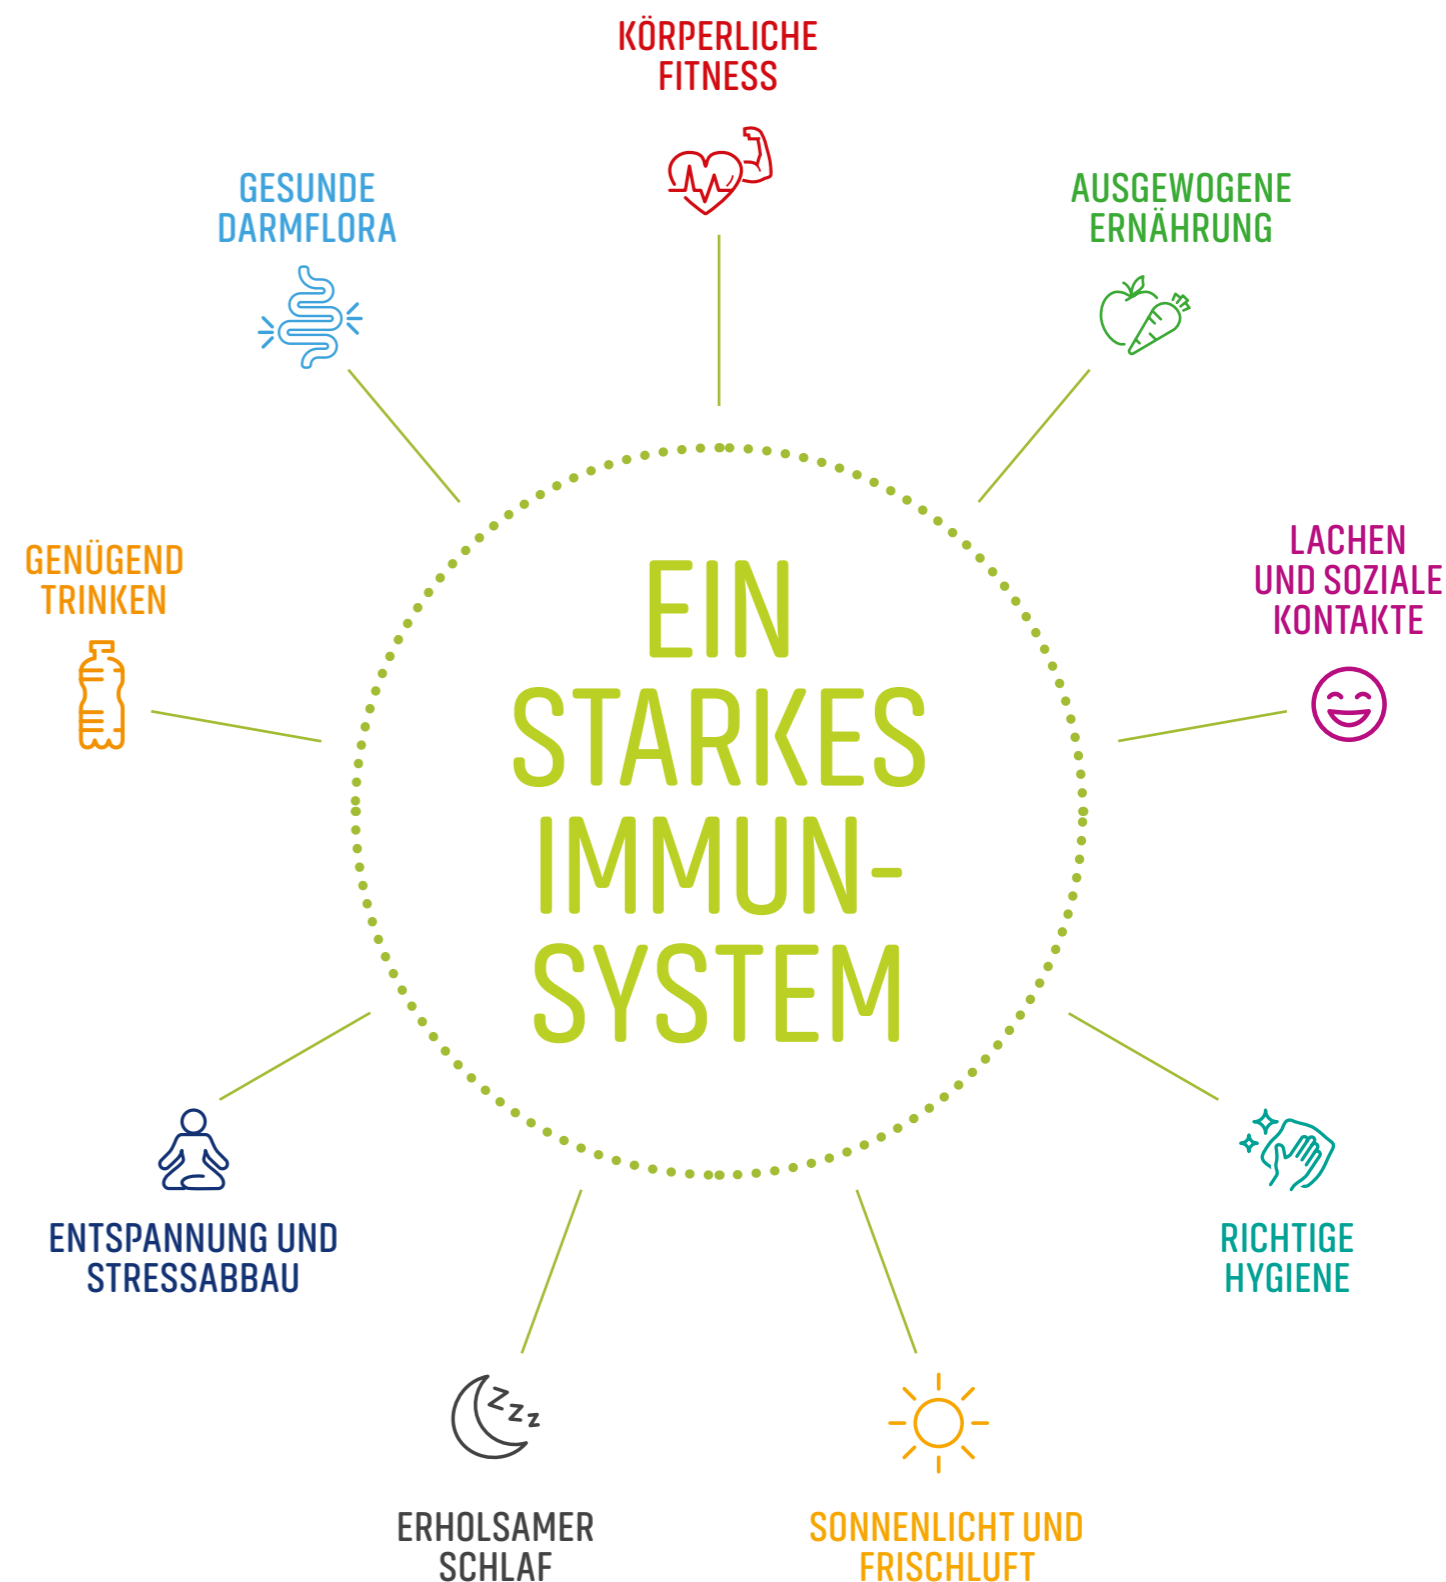 KÖRPERLICHE
FITNESS
GESUNDE
DARMFLORA
AUSGEWOGENE
ERNÄHRUNG
GENÜGEND
TRINKEN
LACHEN
UND SOZIALE
KONTAKTE
EIN
STARKES
IMMUN-
SYSTEM
ENTSPANNUNG UND
STRESSABBAU
RICHTIGE
HYGIENE
ZZZ
ERHOLSAMER
SCHLAF
SONNENLICHT UND
FRISCHLUFT